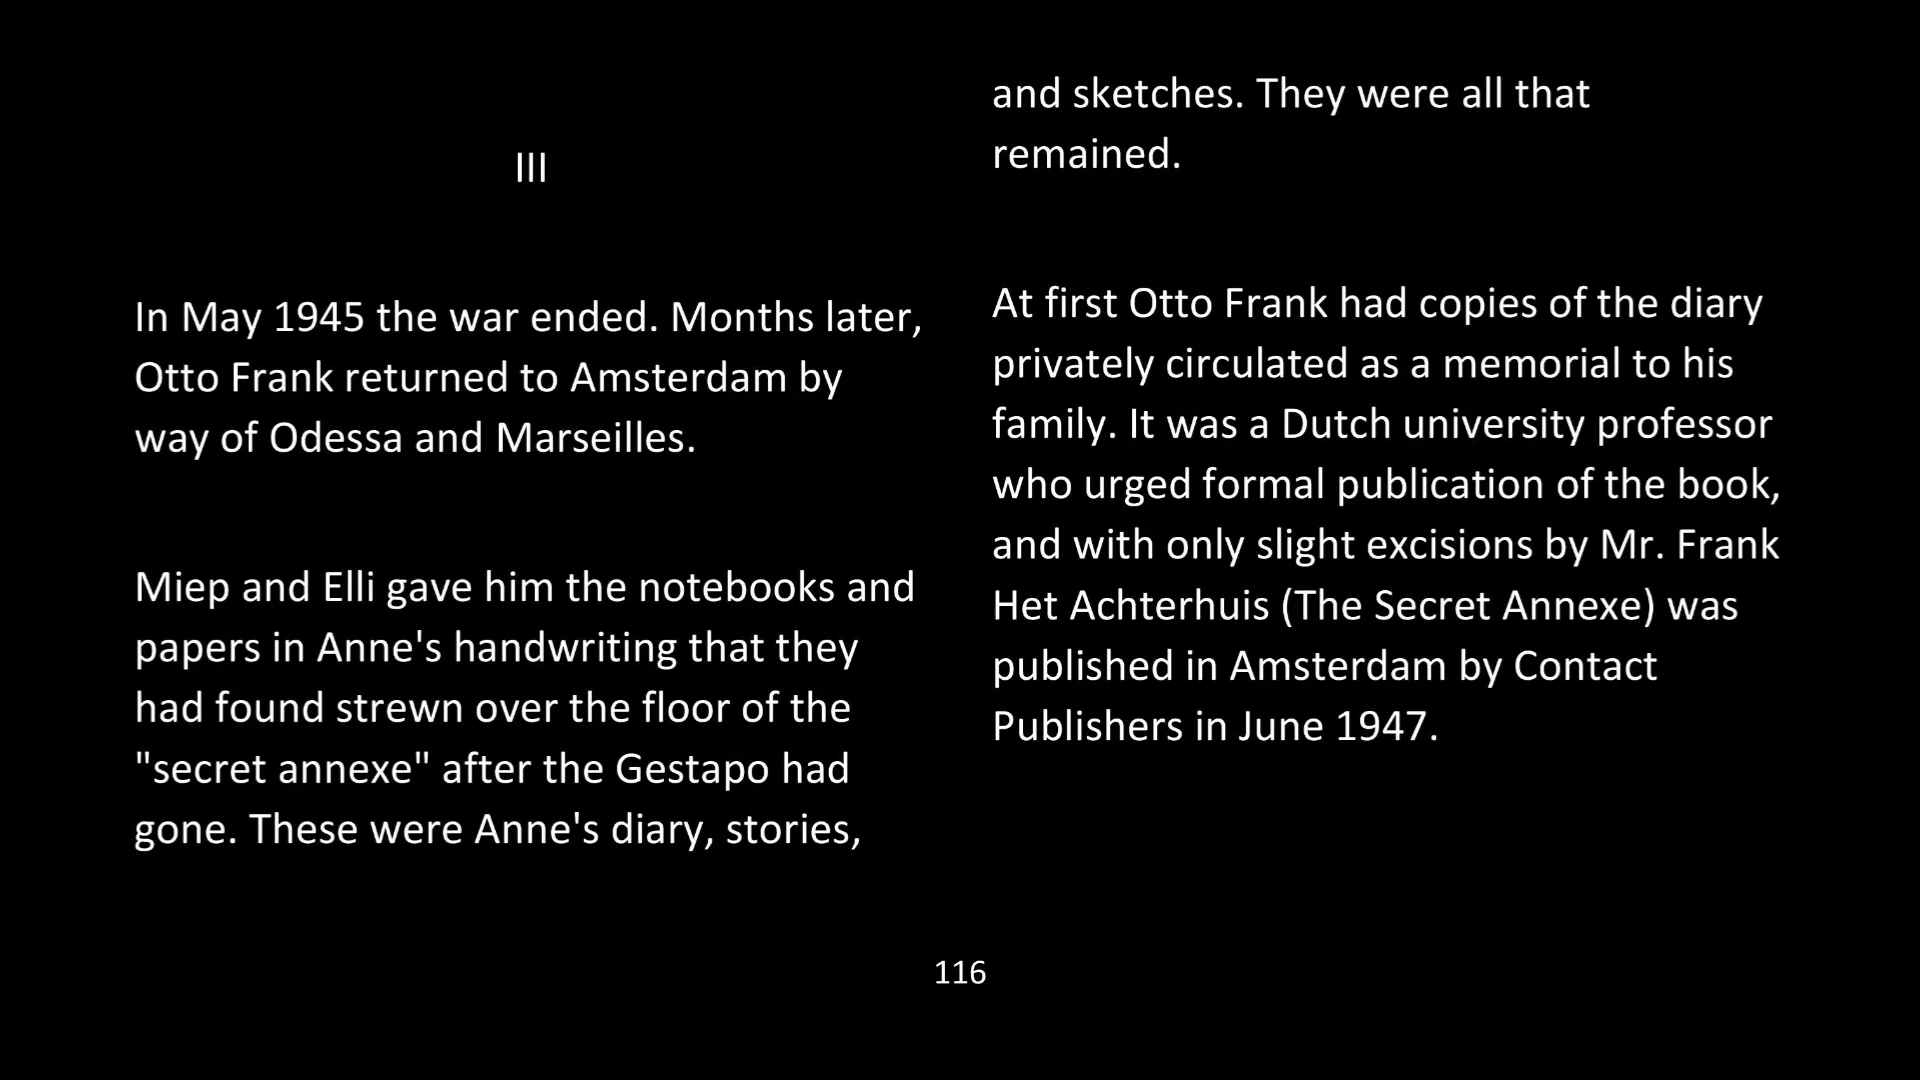 III
In May 1945 the war ended. Months later,
Otto Frank returned to Amsterdam by
way of Odessa and Marseilles.
Miep and Elli gave him the notebooks and
papers in Anne's handwriting that they
had found strewn over the floor of the
"secret annexe" after the Gestapo had
gone. These were Anne's diary, stories,
and sketches. They were all that
remained.
At first Otto Frank had copies of the diary
privately circulated as a memorial to his
family. It was a Dutch university professor
who urged formal publication of the book,
and with only slight excisions by Mr. Frank
Het Achterhuis (The Secret Annexe) was
published in Amsterdam by Contact
Publishers in June 1947.
116